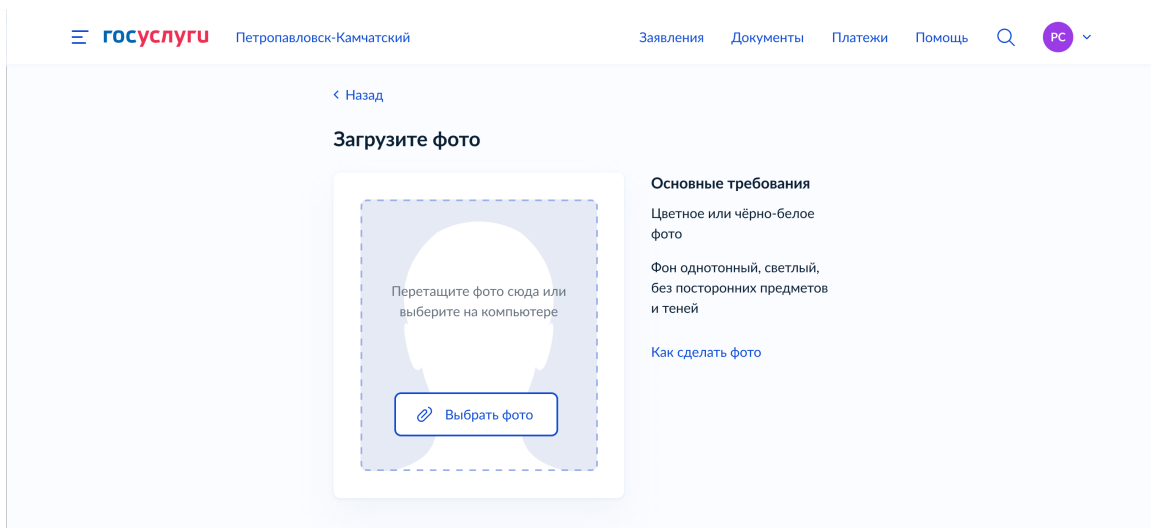 госуслуги Петропавловск-Камчатский Заявления Документы Платежи Помощь РС
Назад
Загрузите фото
Основные требования
Цветное или чёрно-белое
фото
Фон однотонный, светлый,
без посторонних предметов
и теней
Как сделать фото
Перетащите фото сюда или
выберите на компьютере
Выбрать фото